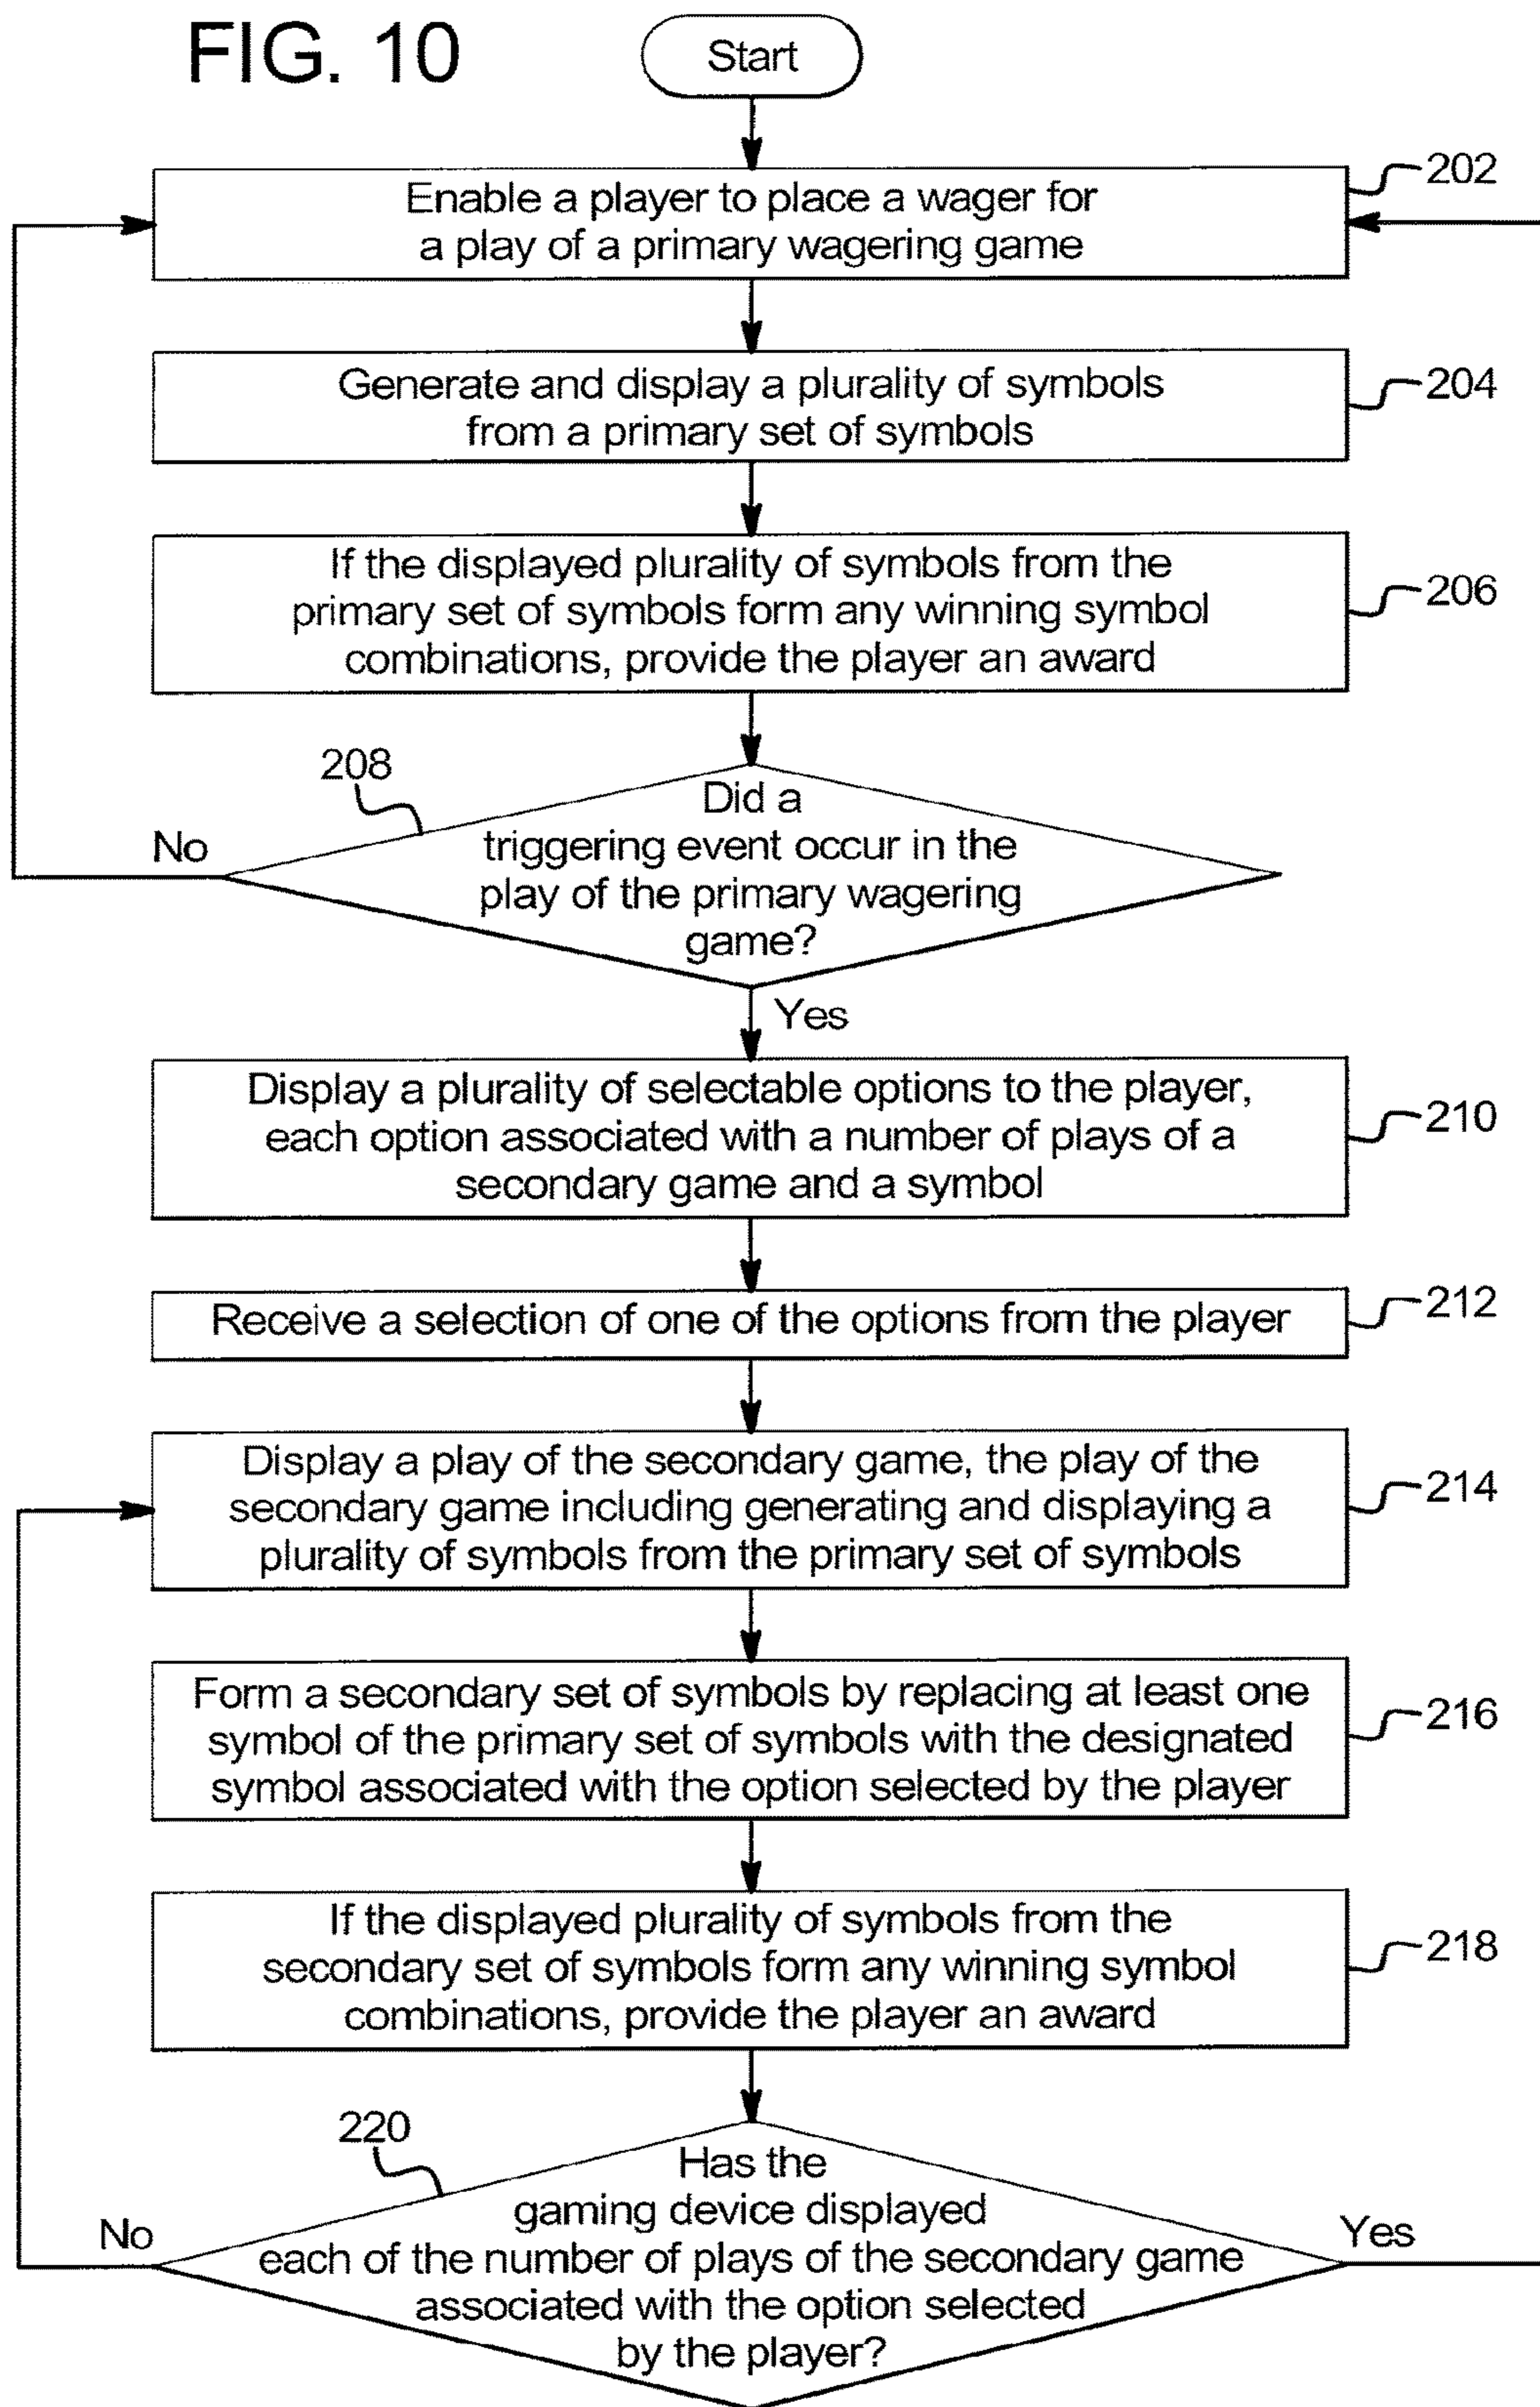 FIG. 10
Start
202
Enable a player to place a wager for
a play of a primary wagering game
204
Generate and display a plurality of symbols
from a primary set of symbols
206
If the displayed plurality of symbols from the
primary set of symbols form any winning symbol
combinations, provide the player an award
208
Did a
triggering event occur in the
play of the primary wagering
game?
No
Yes
210
Display a plurality of selectable options to the player,
each option associated with a number of plays of a
secondary game and a symbol
212
Receive a selection of one of the options from the player
214
Display a play of the secondary game, the play of the
secondary game including generating and displaying a
plurality of symbols from the primary set of symbols
216
Form a secondary set of symbols by replacing at least one
symbol of the primary set of symbols with the designated
symbol associated with the option selected by the player
218
If the displayed plurality of symbols from the
secondary set of symbols form any winning symbol
combinations, provide the player an award
220
Has the
gaming device displayed
each of the number of plays of the secondary game
associated with the option selected
by the player?
No
Yes